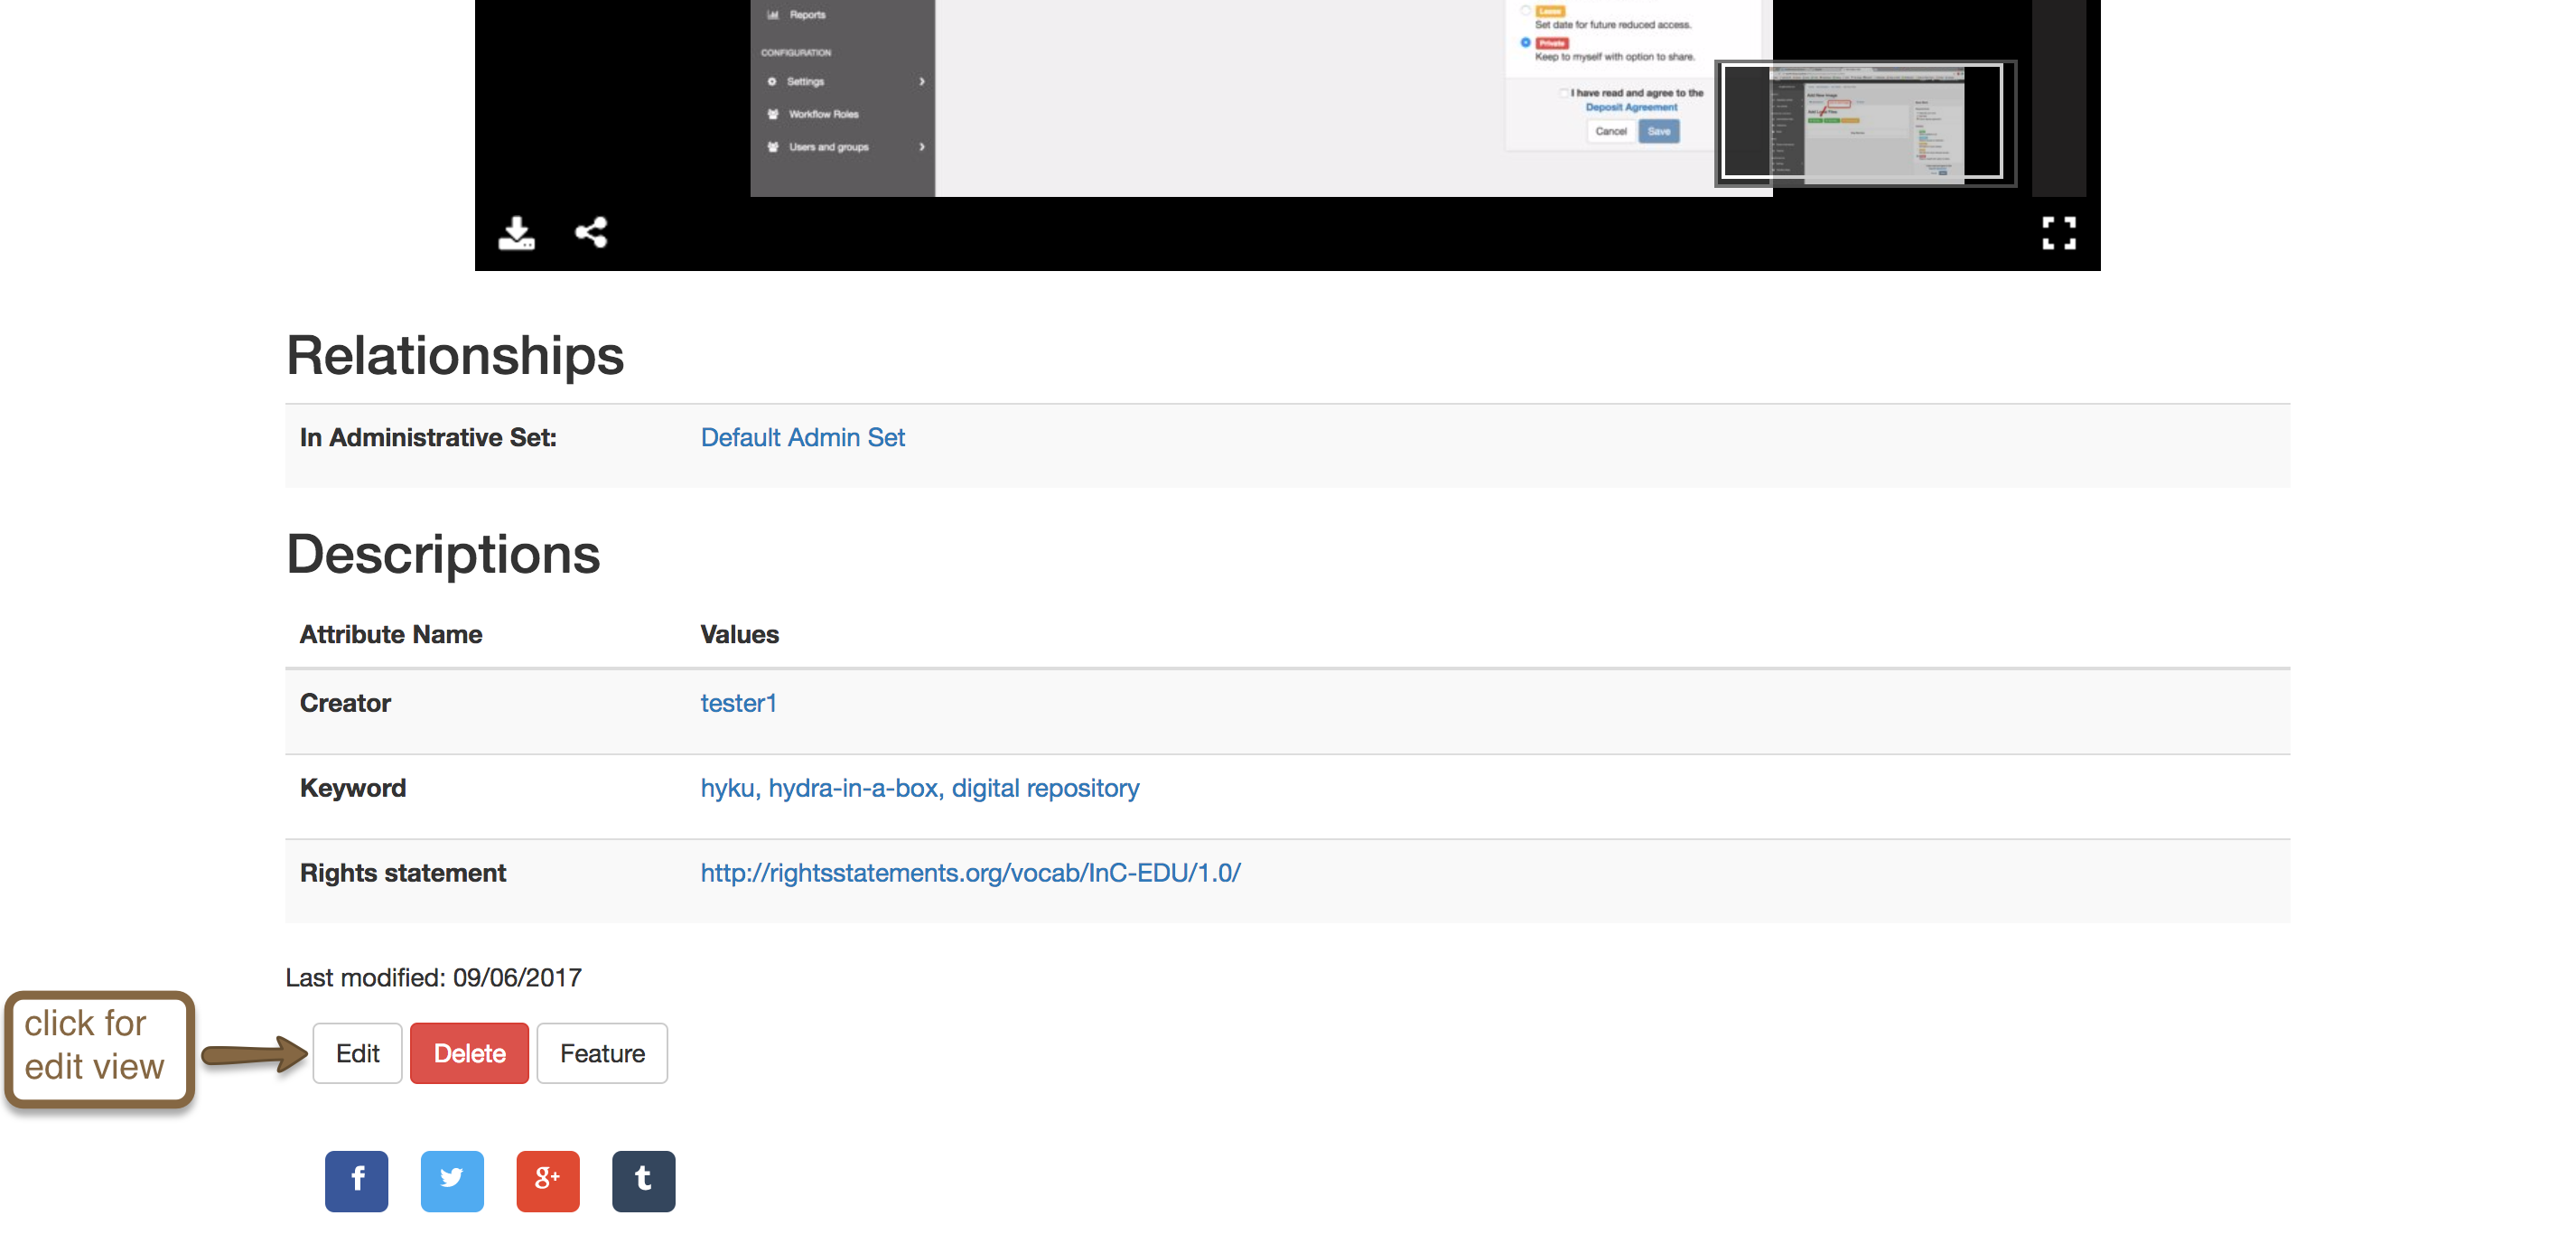 Reports
CONFIGURATION
Settings
Workflow Roles
Users and groups
Lease
Set date for future reduced access.
Private
Keep to myself with option to share.
I have read and agree to the
Deposit Agreement
Cancel Save
Relationships
In Administrative Set: Default Admin Set
Descriptions
Attribute Name Values
Creator tester1
Keyword hyku, hydra-in-a-box, digital repository
Rights statement http://rightsstatements.org/vocab/InC-EDU/1.0/
Last modified: 09/06/2017
click for
edit view
Edit Delete Feature
f g+ t